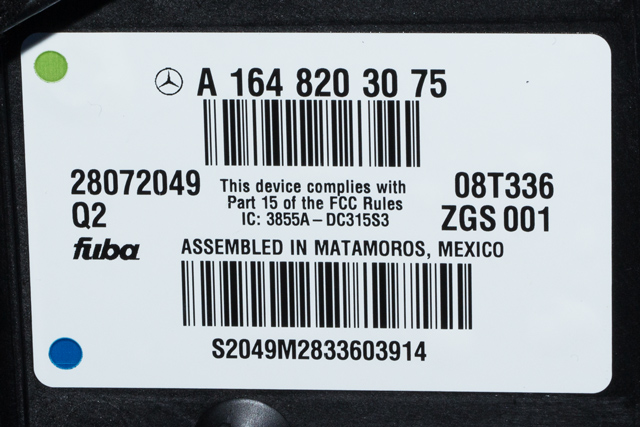 A 164 820 30 75
28072049
This device complies with
08T336
Part 15 of the FCC Rules
Q2
IC: 3855A-DC315S3
ZGS 001
fuba
ASSEMBLED IN MATAMOROS, MEXICO
S2049M2833603914